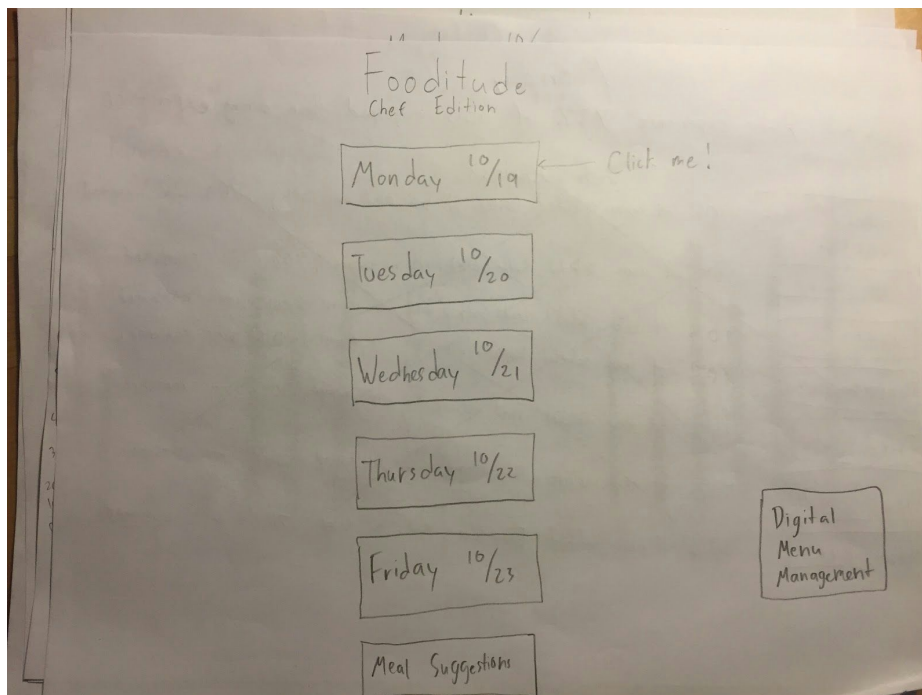 Fooditude
Chef Edition
Monday 10/19
Click me!
Tuesday 10/20
Wednesday 10/21
Thursday 10/22
Friday 10/23
Digital
Menu
Management
Meal Suggestions